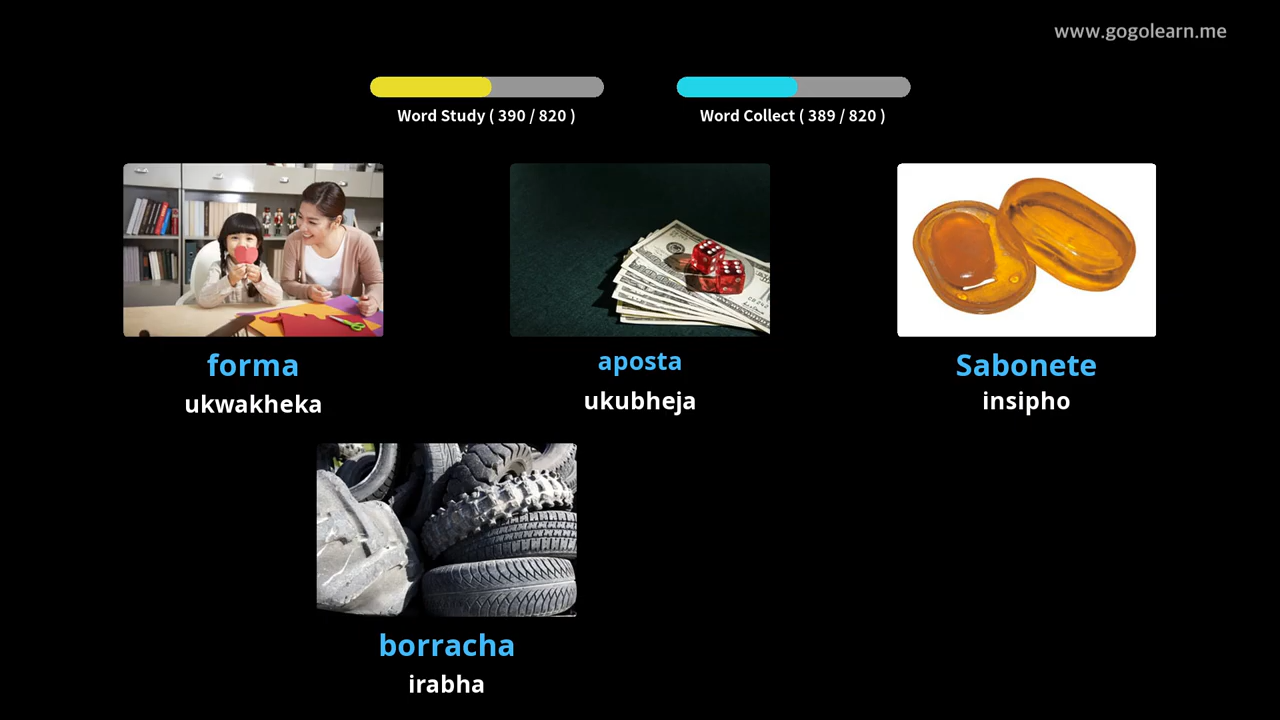 www.gogolearn.me
Word Study ( 390 / 820 )
Word Collect ( 389 / 820 )
forma
ukwakheka
aposta
ukubheja
Sabonete
insipho
borracha
irabha